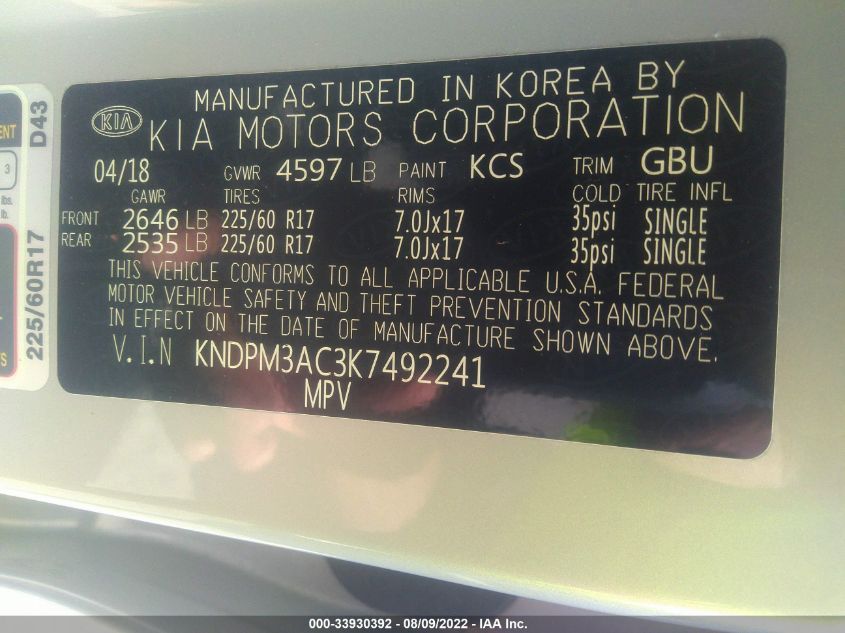 MANUFACTURED IN KOREA BY
KIA KIA MOTORS CORPORATION
04/18 GVWR 4597 LB PAINT KCS TRIM GBU
GAWR TIRES RIMS COLD TIRE INFL
FRONT 2646 LB 225/60 R17 7.0Jx17 35psi SINGLE
REAR 2535 LB 225/60 R17 7.0Jx17 35psi SINGLE
THIS VEHICLE CONFORMS TO ALL APPLICABLE U.S.A. FEDERAL
MOTOR VEHICLE SAFETY AND THEFT PREVENTION STANDARDS
IN EFFECT ON THE DATE OF MANUFACTURE SHOWN ABOVE.
V.I.N KNDPM3AC3K7492241
MPV
225/60R17 D43
3
lbs.
lb.
000-33930392 - 08/09/2022 - IAA Inc.